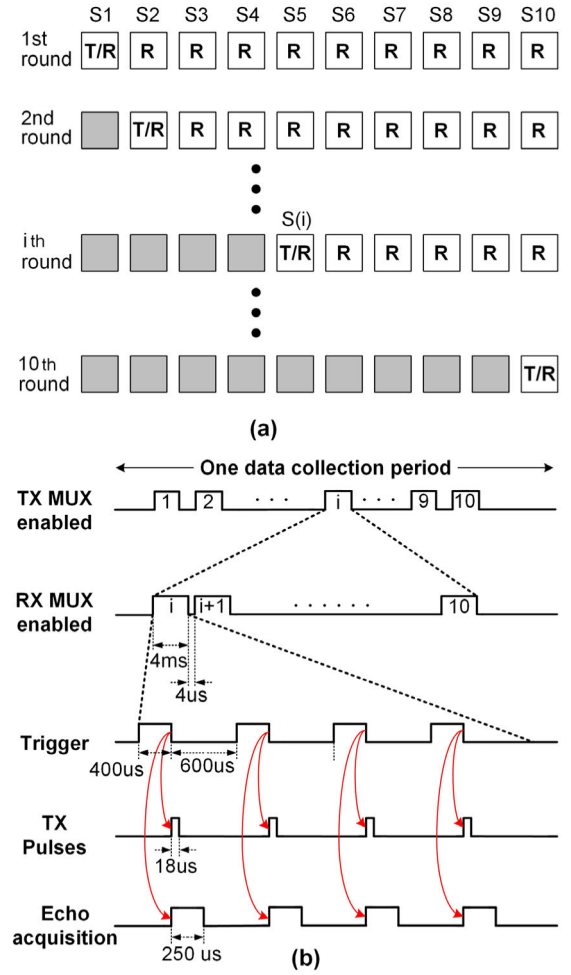 S1 S2 S3 S4 S5 S6 S7 S8 S9 S10
1st round T/R R R R R R R R R R
2nd round T/R R R R R R R R R
S(i)
i th round T/R R R R R R
10th round T/R
(a)
One data collection period
TX MUX enabled 1 2 · · · i · · · 9 10
RX MUX enabled i i+1 · · · · · · 10
4ms
4us
Trigger
400us 600us
TX Pulses
18us
Echo acquisition
250 us
(b)